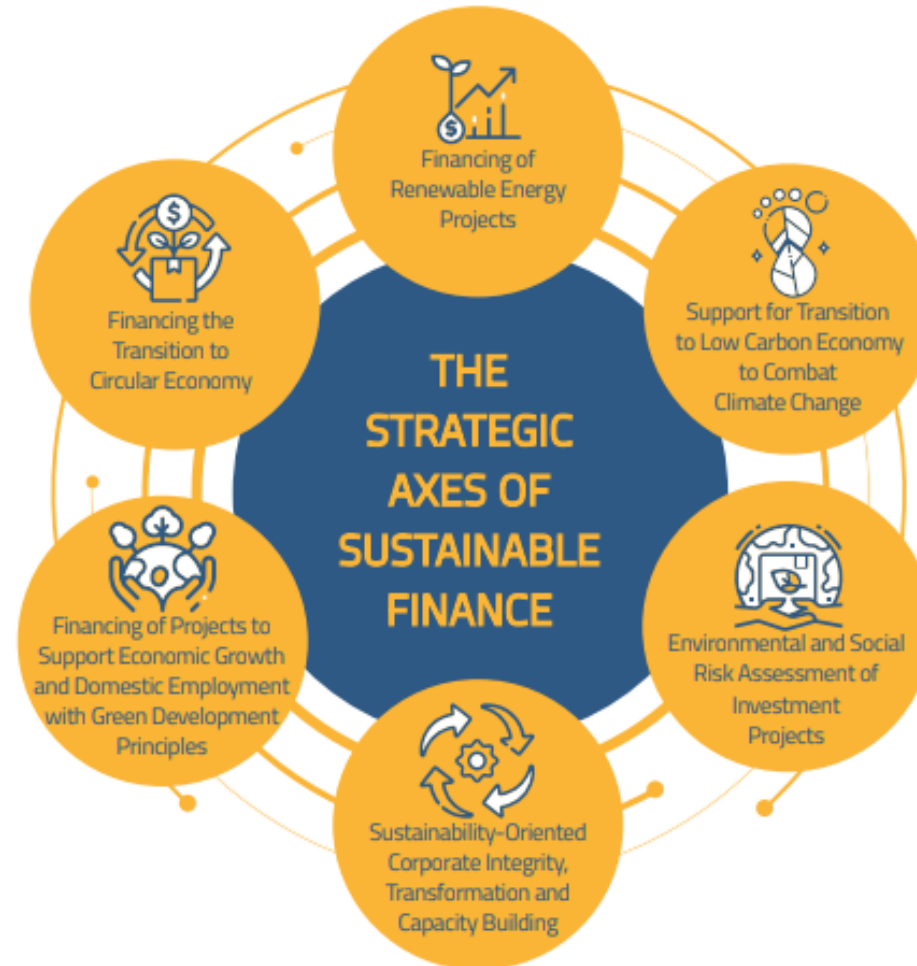 THE
STRATEGIC
AXES OF
SUSTAINABLE
FINANCE
$
Financing of
Renewable Energy
Projects
Support for Transition
to Low Carbon Economy
to Combat
Climate Change
Environmental and Social
Risk Assessment of
Investment
Projects
Sustainability-Oriented
Corporate Integrity,
Transformation and
Capacity Building
Financing of Projects to
Support Economic Growth
and Domestic Employment
with Green Development
Principles
$
Financing the
Transition to
Circular Economy